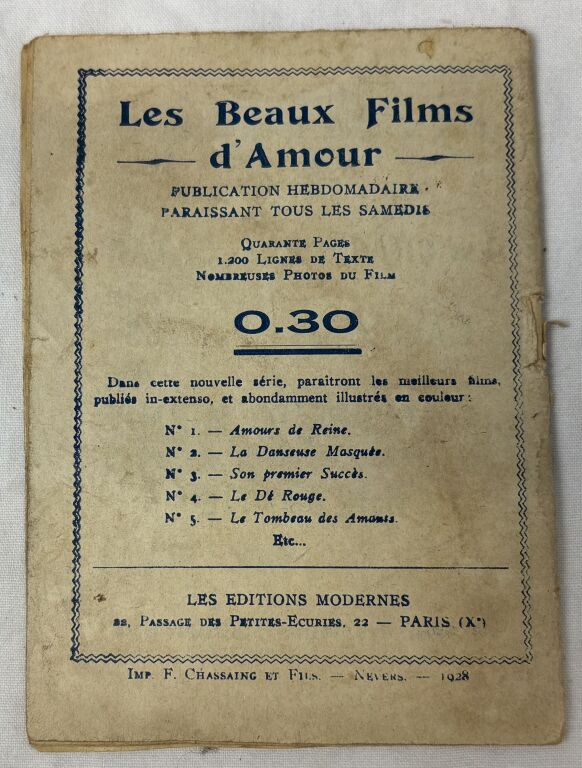 Les Beaux Films
d'Amour
PUBLICATION HEBDOMADAIRE
PARAISSANT TOUS LES SAMEDIS
QUARANTE PAGES
1.200 LIGNES DE TEXTE
NOMBREUSES PHOTOS DU FILM
0.30
Dans cette nouvelle série, paraîtront les meilleurs films,
publiés in-extenso, et abondamment illustrés en couleur :
N° 1. — Amours de Reine.
N° 2. — La Danseuse Masquée.
N° 3. — Son premier Succès.
N° 4. — Le Dé Rouge.
N° 5. — Le Tombeau des Amants.
Etc...
LES EDITIONS MODERNES
22, PASSAGE DES PETITES-ECURIES, 22 — PARIS (X°)
IMP. F. CHASSAING ET FILS. — NEVERS. — 1928